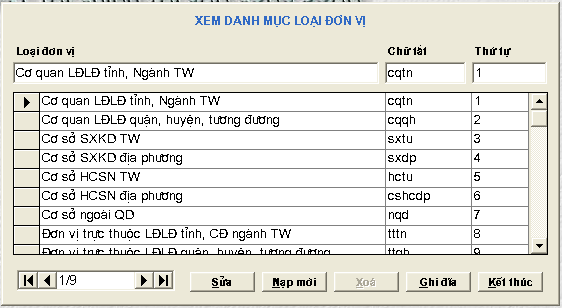 XEM DANH MỤC LOẠI ĐƠN VỊ
Loại đơn vị Chữ tắt Thứ tự
Cơ quan LĐLĐ tỉnh, Ngành TW cqtn 1
Cơ quan LĐLĐ tỉnh, Ngành TW cqtn 1
Cơ quan LĐLĐ quận, huyện, tương đương cqqh 2
Cơ sở SXKD TW sxtu 3
Cơ sở SXKD địa phương sxdp 4
Cơ sở HCSN TW hctu 5
Cơ sở HCSN địa phương cshcdp 6
Cơ sở ngoài QD nqd 7
Đơn vị trực thuộc LĐLĐ tỉnh, CĐ ngành TW tttn 8
Đơn vị trực thuộc LĐLĐ quận, huyện, tương đương ttqh 9
1/9 Sửa Nạp mới Xoá Ghi đĩa Kết thúc